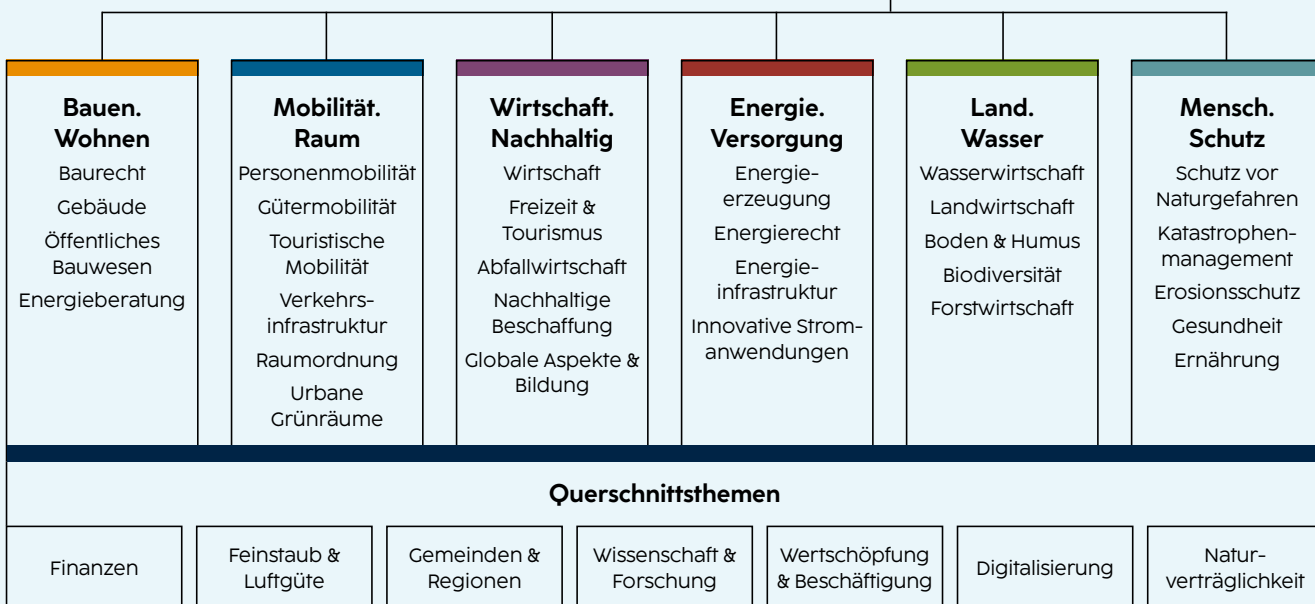 Bauen.
Wohnen
Baurecht
Gebäude
Öffentliches
Bauwesen
Energieberatung
Mobilität.
Raum
Personenmobilität
Gütermobilität
Touristische
Mobilität
Verkehrs-
infrastruktur
Raumordnung
Urbane
Grünräume
Wirtschaft.
Nachhaltig
Wirtschaft
Freizeit &
Tourismus
Abfallwirtschaft
Nachhaltige
Beschaffung
Globale Aspekte &
Bildung
Energie.
Versorgung
Energie-
erzeugung
Energierecht
Energie-
infrastruktur
Innovative Strom-
anwendungen
Land.
Wasser
Wasserwirtschaft
Landwirtschaft
Boden & Humus
Biodiversität
Forstwirtschaft
Mensch.
Schutz
Schutz vor
Naturgefahren
Katastrophen-
management
Erosionsschutz
Gesundheit
Ernährung
Querschnittsthemen
Finanzen
Feinstaub &
Luftgüte
Gemeinden &
Regionen
Wissenschaft &
Forschung
Wertschöpfung
& Beschäftigung
Digitalisierung
Natur-
verträglichkeit